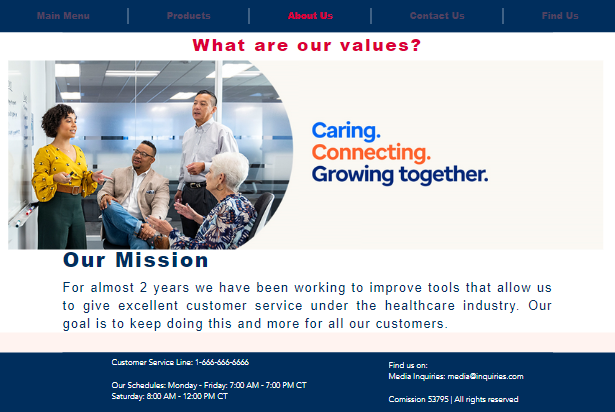 Main Menu
Products
About Us
Contact Us
Find Us
What are our values?
Caring.
Connecting.
Growing together.
Our Mission
For almost 2 years we have been working to improve tools that allow us
to give excellent customer service under the healthcare industry. Our
goal is to keep doing this and more for all our customers.
Customer Service Line: 1-666-666-6666
Our Schedules: Monday - Friday: 7:00 AM - 7:00 PM CT
Saturday: 8:00 AM - 12:00 PM CT
Find us on:
Media Inquiries: media@inquiries.com
Comission 53795 | All rights reserved